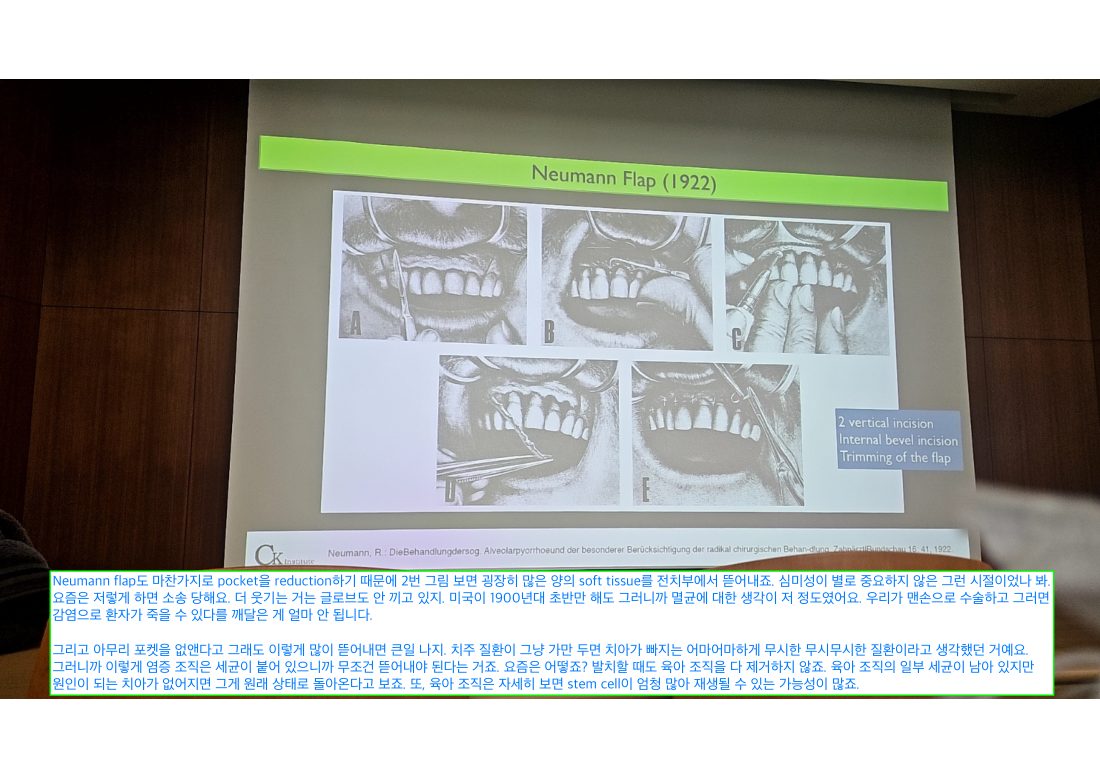 Neumann Flap (1922)
A
B
C
D
E
2 vertical incision
Internal bevel incision
Trimming of the flap
CK Institute
Neumann, R.: DieBehandlungdersog. Alveolarpyorrhoeund der besonderer Berücksichtigung der radikal chirurgischen Behan-dlung. ZahnärztlRundschau 16: 41, 1922.
Neumann flap도 마찬가지로 pocket을 reduction하기 때문에 2번 그림 보면 굉장히 많은 양의 soft tissue를 전치부에서 뜯어내죠. 심미성이 별로 중요하지 않은 그런 시절이었나 봐.
요즘은 저렇게 하면 소송 당해요. 더 웃기는 거는 글로브도 안 끼고 있지. 미국이 1900년대 초반만 해도 그러니까 멸균에 대한 생각이 저 정도였어요. 우리가 맨손으로 수술하고 그러면
감염으로 환자가 죽을 수 있다를 깨달은 게 얼마 안 됩니다.
그리고 아무리 포켓을 없앤다고 그래도 이렇게 많이 뜯어내면 큰일 나지. 치주 질환이 그냥 가만 두면 치아가 빠지는 어마어마하게 무시한 무시무시한 질환이라고 생각했던 거예요.
그러니까 이렇게 염증 조직은 세균이 붙어 있으니까 무조건 뜯어내야 된다는 거죠. 요즘은 어떻죠? 발치할 때도 육아 조직을 다 제거하지 않죠. 육아 조직의 일부 세균이 남아 있지만
원인이 되는 치아가 없어지면 그게 원래 상태로 돌아온다고 보죠. 또, 육아 조직은 자세히 보면 stem cell이 엄청 많아 재생될 수 있는 가능성이 많죠.